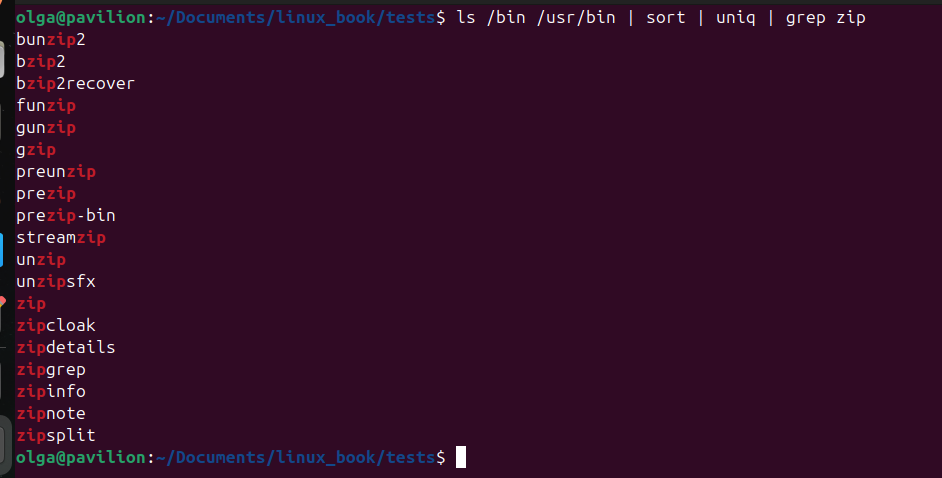 olga@pavilion:~/Documents/linux_book/tests$ ls /bin /usr/bin | sort | uniq | grep zip
bunzip2
bzip2
bzip2recover
funzip
gunzip
gzip
preunzip
prezip
prezip-bin
streamzip
unzip
unzipsfx
zip
zipcloak
zipdetails
zipgrep
zipinfo
zipnote
zipsplit
olga@pavilion:~/Documents/linux_book/tests$